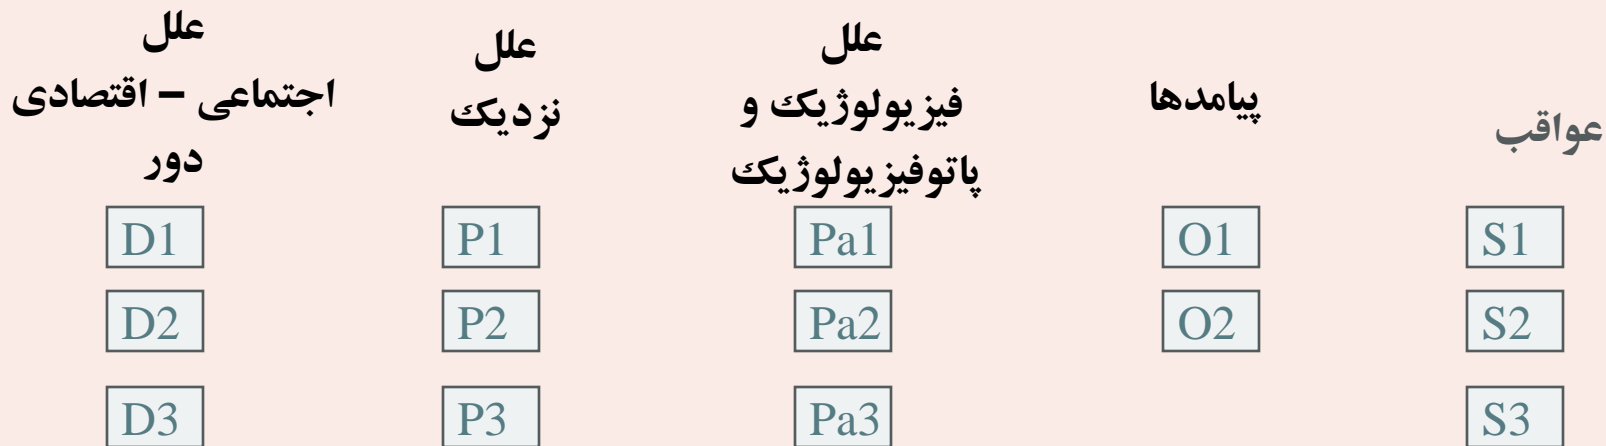 علل
اجتماعی – اقتصادی
دور
علل
نزدیک
علل
فیزیولوژیک و
پاتوفیزیولوژیک
پیامدها
عواقب
D1 P1 Pa1 O1 S1
D2 P2 Pa2 O2 S2
D3 P3 Pa3 S3